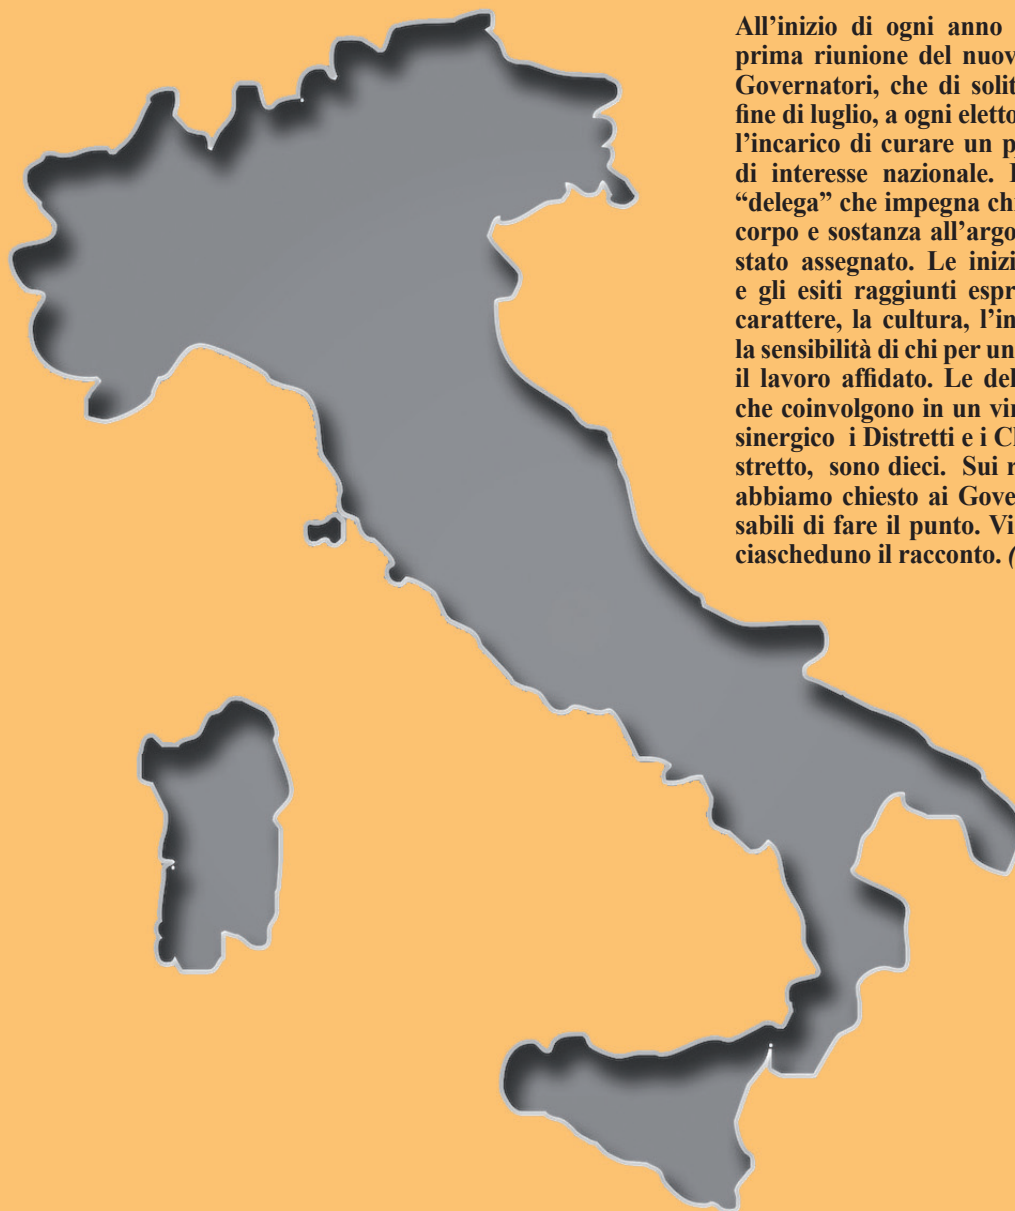 All’inizio di ogni anno
prima riunione del nuov
Governatori, che di solit
fine di luglio, a ogni eletto
l’incarico di curare un p
di interesse nazionale.
“delega” che impegna chi
corpo e sostanza all’argo
stato assegnato. Le inizi
e gli esiti raggiunti espr
carattere, la cultura, l’in
la sensibilità di chi per un
il lavoro affidato. Le del
che coinvolgono in un vin
sinergico i Distretti e i Cl
stretto, sono dieci. Sui r
abbiamo chiesto ai Gove
sabili di fare il punto. Vi
ciascheduno il racconto. (